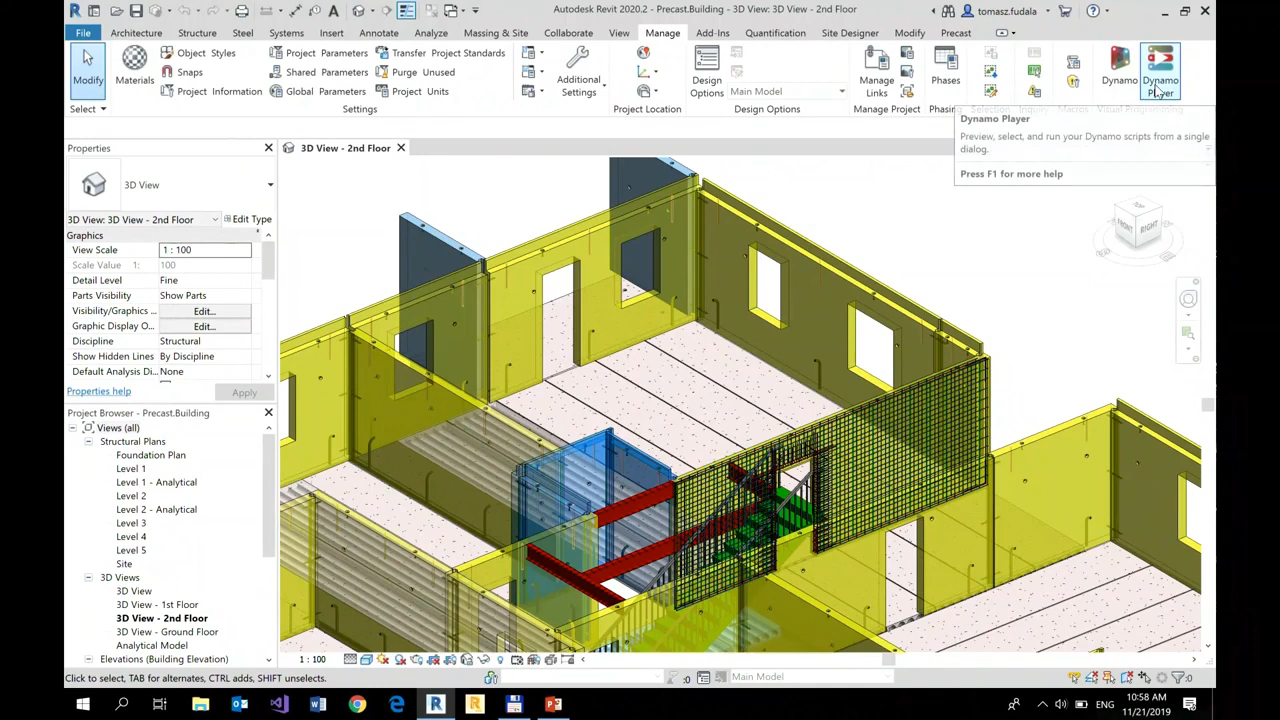 Autodesk Revit 2020.2 - Precast.Building - 3D View: 3D View - 2nd Floor
tomasz.fudala
File Architecture Structure Steel Systems Insert Annotate Analyze Massing & Site Collaborate View Manage Add-Ins Quantification Site Designer Modify Precast
Modify
Materials
Object Styles
Snaps
Project Information
Project Parameters
Shared Parameters
Global Parameters
Transfer Project Standards
Purge Unused
Project Units
Additional
Settings
Design
Options
Main Model
Manage
Links
Phases
Dynamo
Dynamo
Player
Select
Settings
Project Location
Design Options
Manage Project
Phasing
Selection
Inquiry
Macros
Visual Programming
Dynamo Player
Preview, select, and run your Dynamo scripts from a single
dialog.
Press F1 for more help
Properties
3D View - 2nd Floor
3D View
3D View: 3D View - 2nd Floor
Edit Type
Graphics
View Scale 1 : 100
Scale Value 1: 100
Detail Level Fine
Parts Visibility Show Parts
Visibility/Graphics ... Edit...
Graphic Display O... Edit...
Discipline Structural
Show Hidden Lines By Discipline
Default Analysis Di... None
Properties help
Apply
Project Browser - Precast.Building
Views (all)
Structural Plans
Foundation Plan
Level 1
Level 1 - Analytical
Level 2
Level 2 - Analytical
Level 3
Level 4
Level 5
Site
3D Views
3D View
3D View - 1st Floor
3D View - 2nd Floor
3D View - Ground Floor
Analytical Model
Elevations (Building Elevation)
FRONT
RIGHT
1 : 100
Click to select, TAB for alternates, CTRL adds, SHIFT unselects.
:0
Main Model
:0
ENG
10:58 AM
11/21/2019